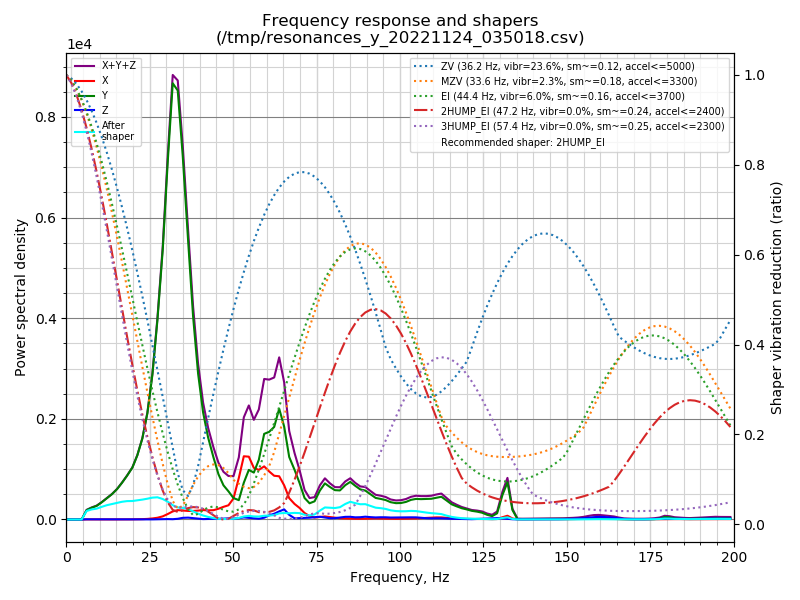 Frequency response and shapers
(/tmp/resonances_y_20221124_035018.csv)
1e4
X+Y+Z
X
Y
Z
After
shaper
ZV (36.2 Hz, vibr=23.6%, sm~=0.12, accel<=5000)
MZV (33.6 Hz, vibr=2.3%, sm~=0.18, accel<=3300)
EI (44.4 Hz, vibr=6.0%, sm~=0.16, accel<=3700)
2HUMP_EI (47.2 Hz, vibr=0.0%, sm~=0.24, accel<=2400)
3HUMP_EI (57.4 Hz, vibr=0.0%, sm~=0.25, accel<=2300)
Recommended shaper: 2HUMP_EI
Power spectral density
0.8
0.6
0.4
0.2
0.0
1.0
0.8
0.6
0.4
0.2
0.0
Shaper vibration reduction (ratio)
0 25 50 75 100 125 150 175 200
Frequency, Hz